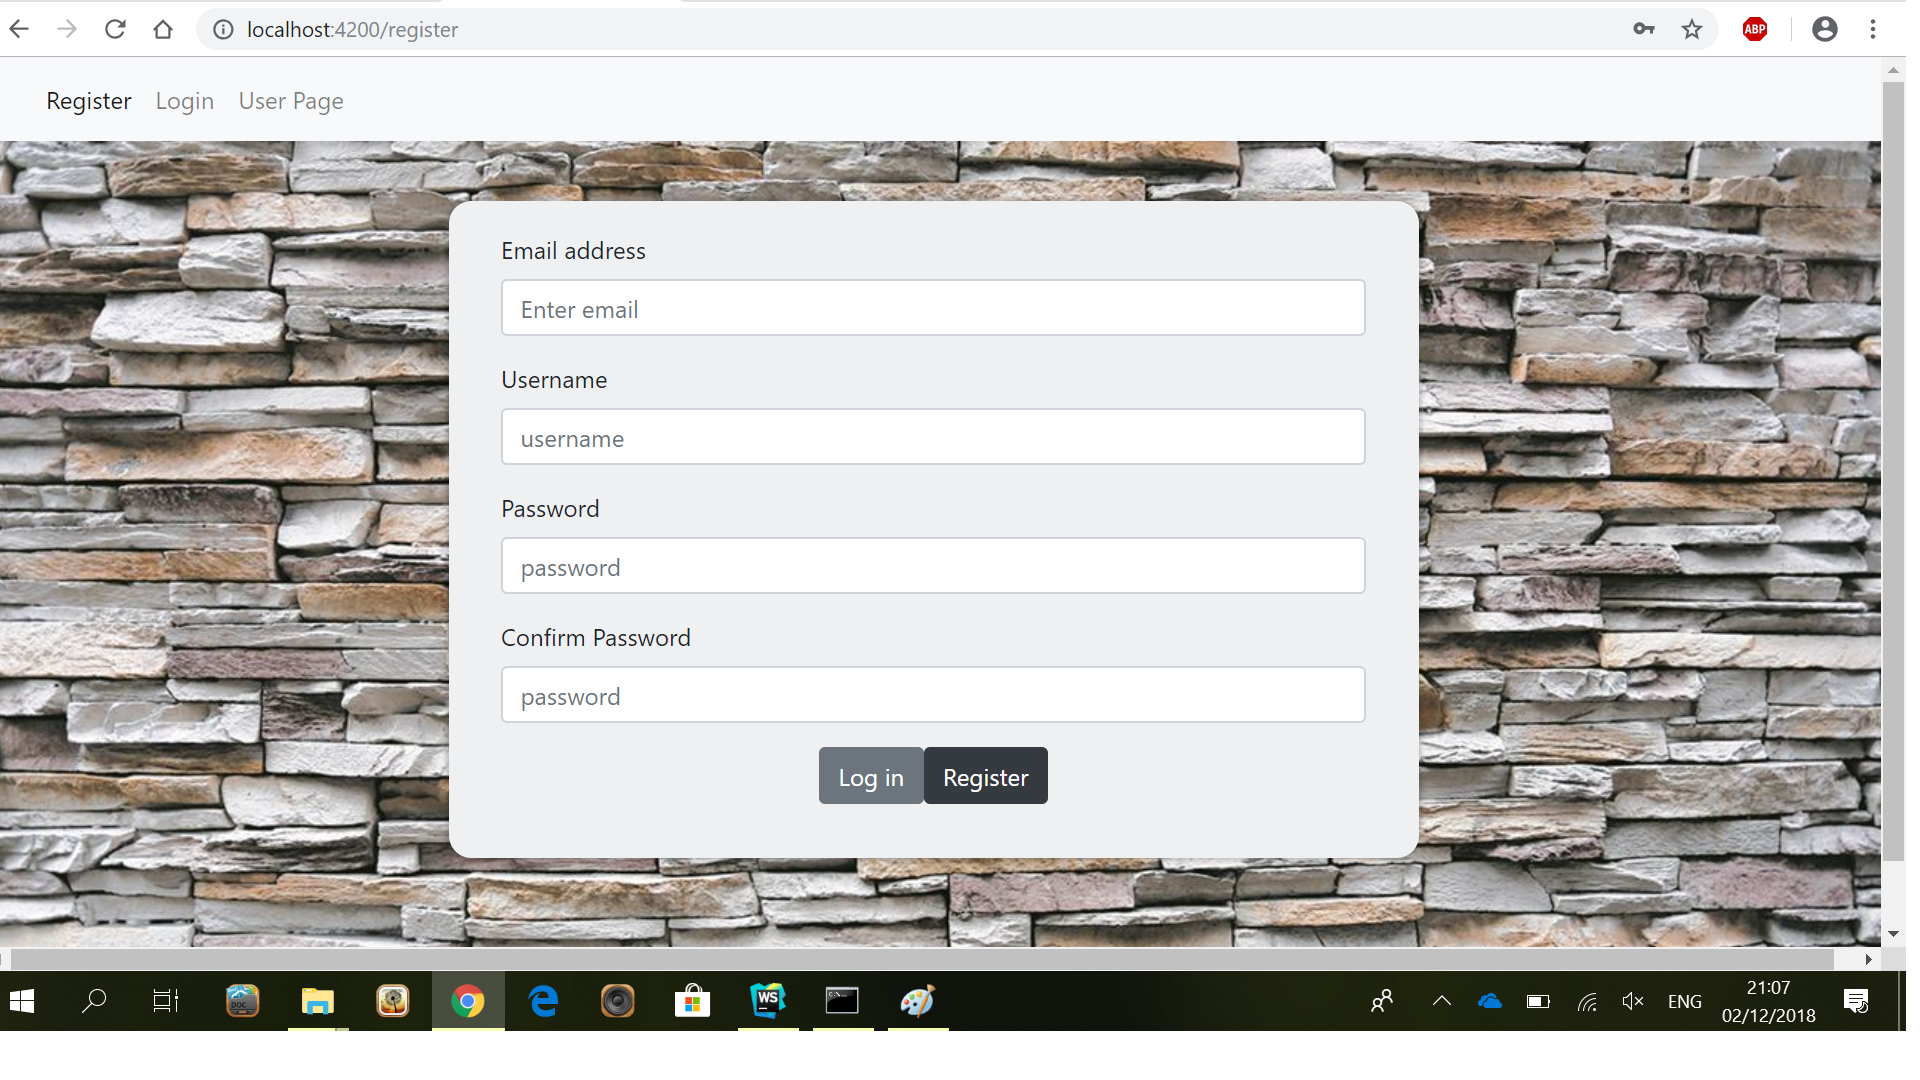 localhost:4200/register
ABP
Register Login User Page
Email address
Enter email
Username
username
Password
password
Confirm Password
password
Log in Register
WS
ENG
21:07
02/12/2018